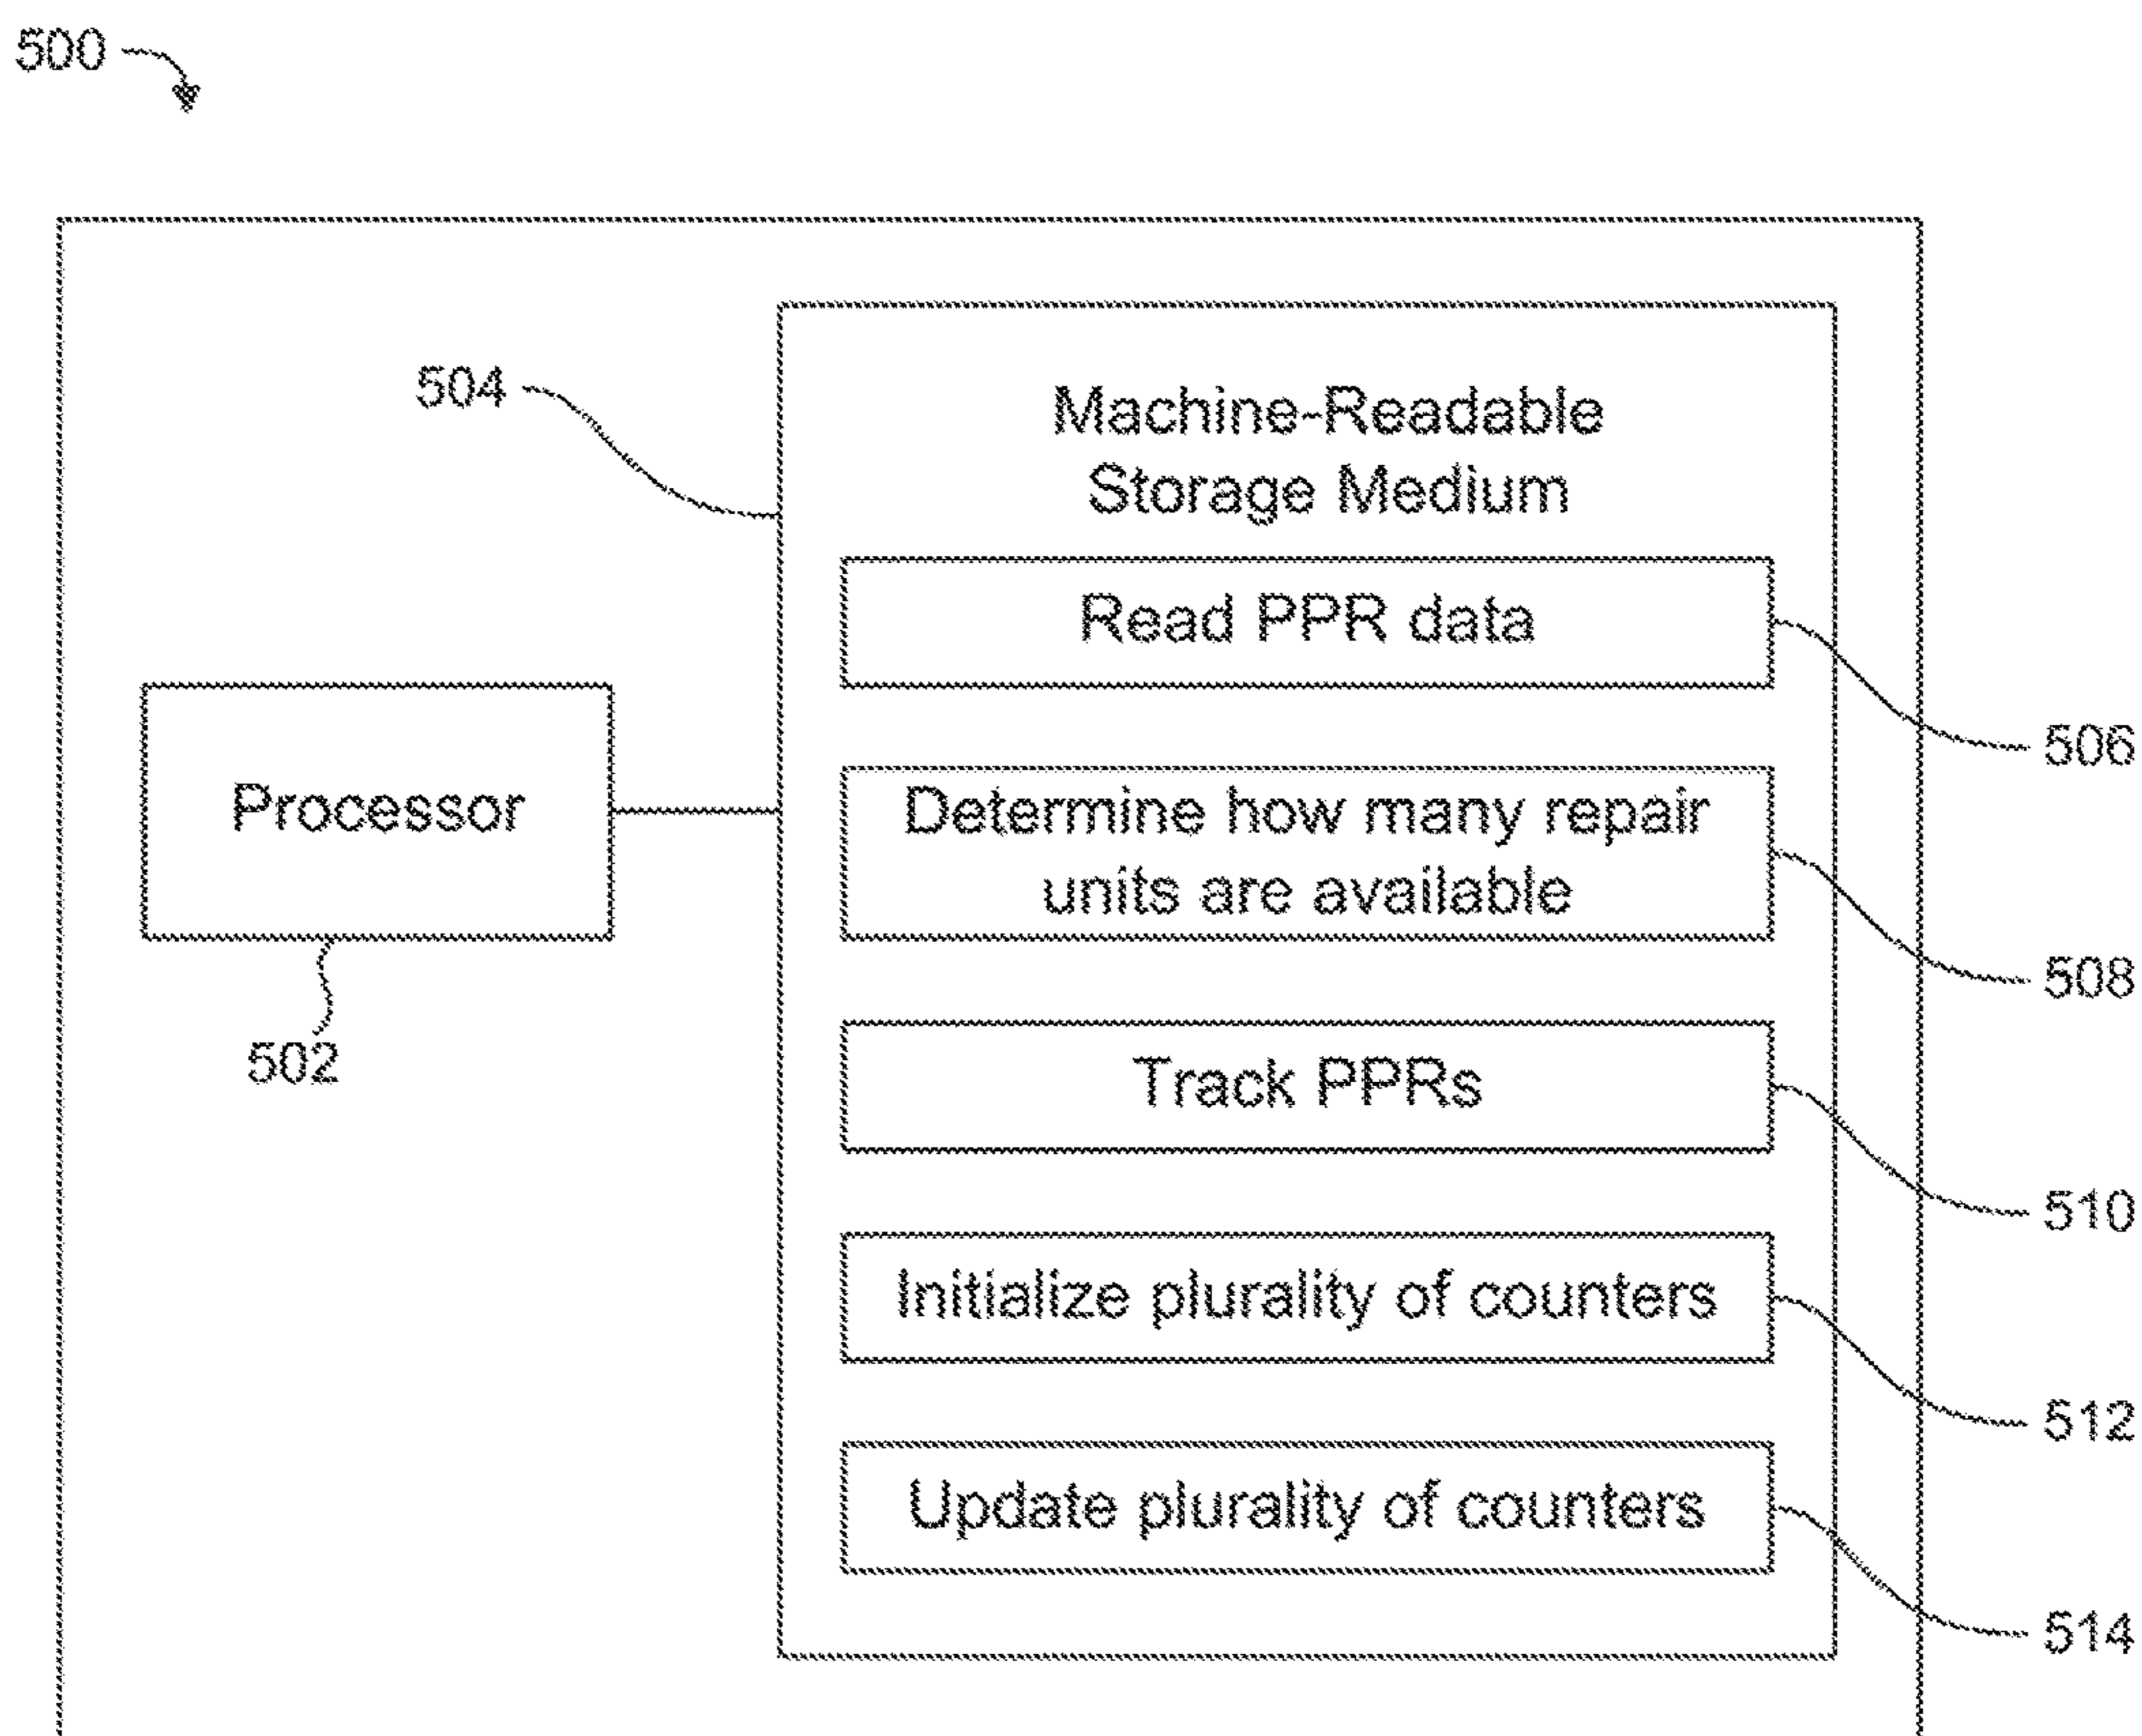 500
504
Machine-Readable
Storage Medium
Read PPR data
506
Processor
Determine how many repair
units are available
508
502
Track PPRs
510
Initialize plurality of counters
512
Update plurality of counters
514